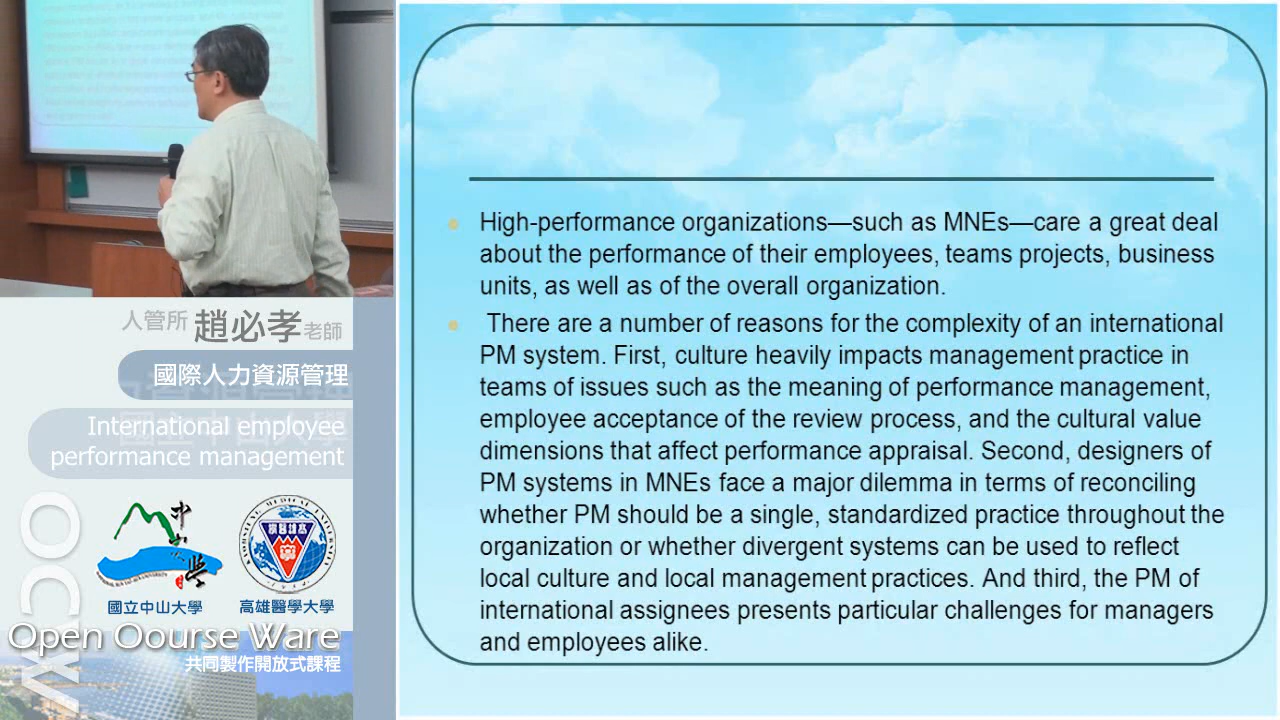 人管所 趙必孝老師
國際人力資源管理
International employee
performance management
OCW
中山大學
國立中山大學
KAOHSIUNG MEDICAL UNIVERSITY
高雄醫學大學
Open Oourse Ware
共同製作開放式課程
High-performance organizations—such as MNEs—care a great deal
about the performance of their employees, teams projects, business
units, as well as of the overall organization.
There are a number of reasons for the complexity of an international
PM system. First, culture heavily impacts management practice in
teams of issues such as the meaning of performance management,
employee acceptance of the review process, and the cultural value
dimensions that affect performance appraisal. Second, designers of
PM systems in MNEs face a major dilemma in terms of reconciling
whether PM should be a single, standardized practice throughout the
organization or whether divergent systems can be used to reflect
local culture and local management practices. And third, the PM of
international assignees presents particular challenges for managers
and employees alike.